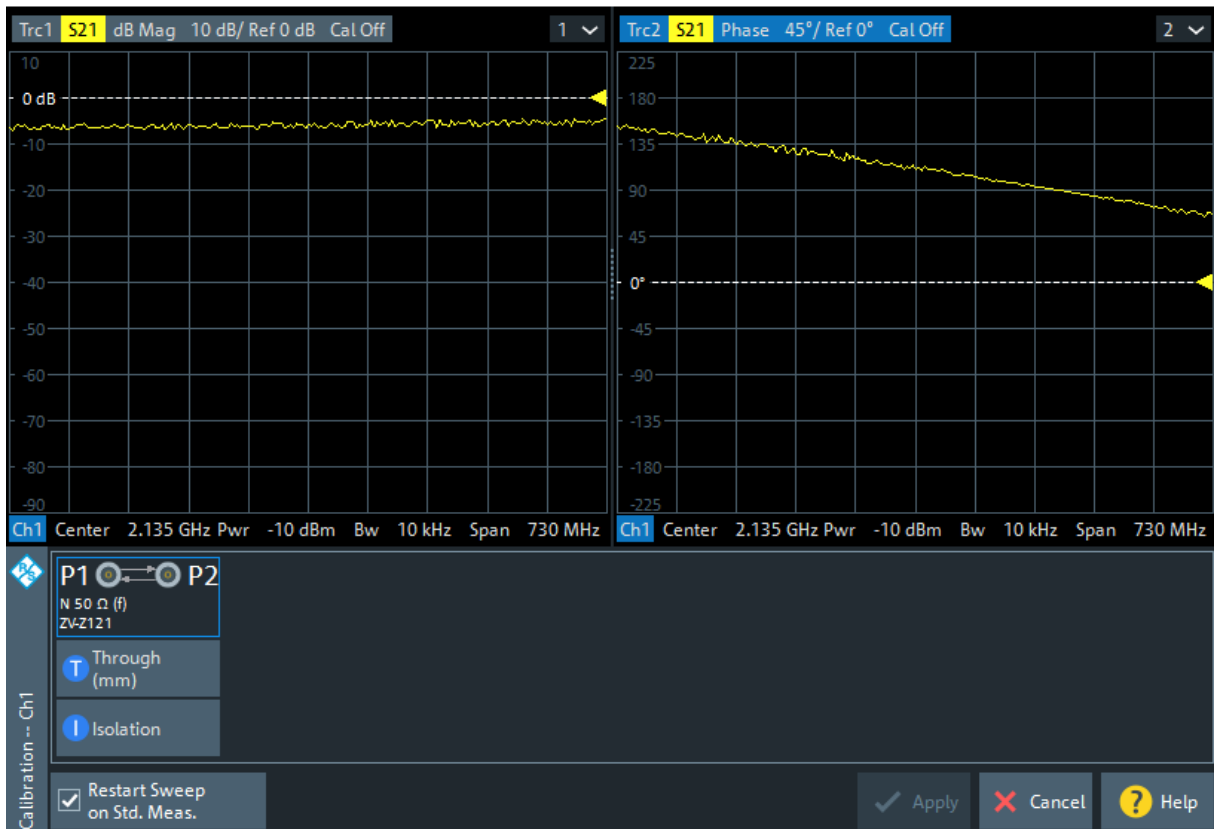 Trc1 S21 dB Mag 10 dB/ Ref 0 dB Cal Off 1
10
0 dB
-10
-20
-30
-40
-50
-60
-70
-80
-90
Ch1 Center 2.135 GHz Pwr -10 dBm Bw 10 kHz Span 730 MHz
Trc2 S21 Phase 45°/ Ref 0° Cal Off 2
225
180
135
90
45
0°
-45
-90
-135
-180
-225
Ch1 Center 2.135 GHz Pwr -10 dBm Bw 10 kHz Span 730 MHz
R/S
Calibration -- Ch1
P1 P2
N 50 Ω (f)
ZV-Z121
T Through
(mm)
I Isolation
Restart Sweep
on Std. Meas.
Apply
Cancel
? Help